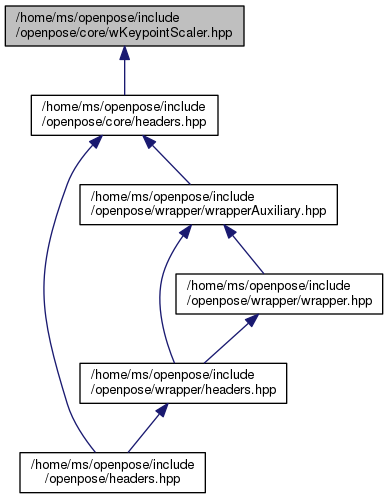 /home/ms/openpose/include
/openpose/core/wKeypointScaler.hpp
/home/ms/openpose/include
/openpose/core/headers.hpp
/home/ms/openpose/include
/openpose/wrapper/wrapperAuxiliary.hpp
/home/ms/openpose/include
/openpose/wrapper/wrapper.hpp
/home/ms/openpose/include
/openpose/wrapper/headers.hpp
/home/ms/openpose/include
/openpose/headers.hpp